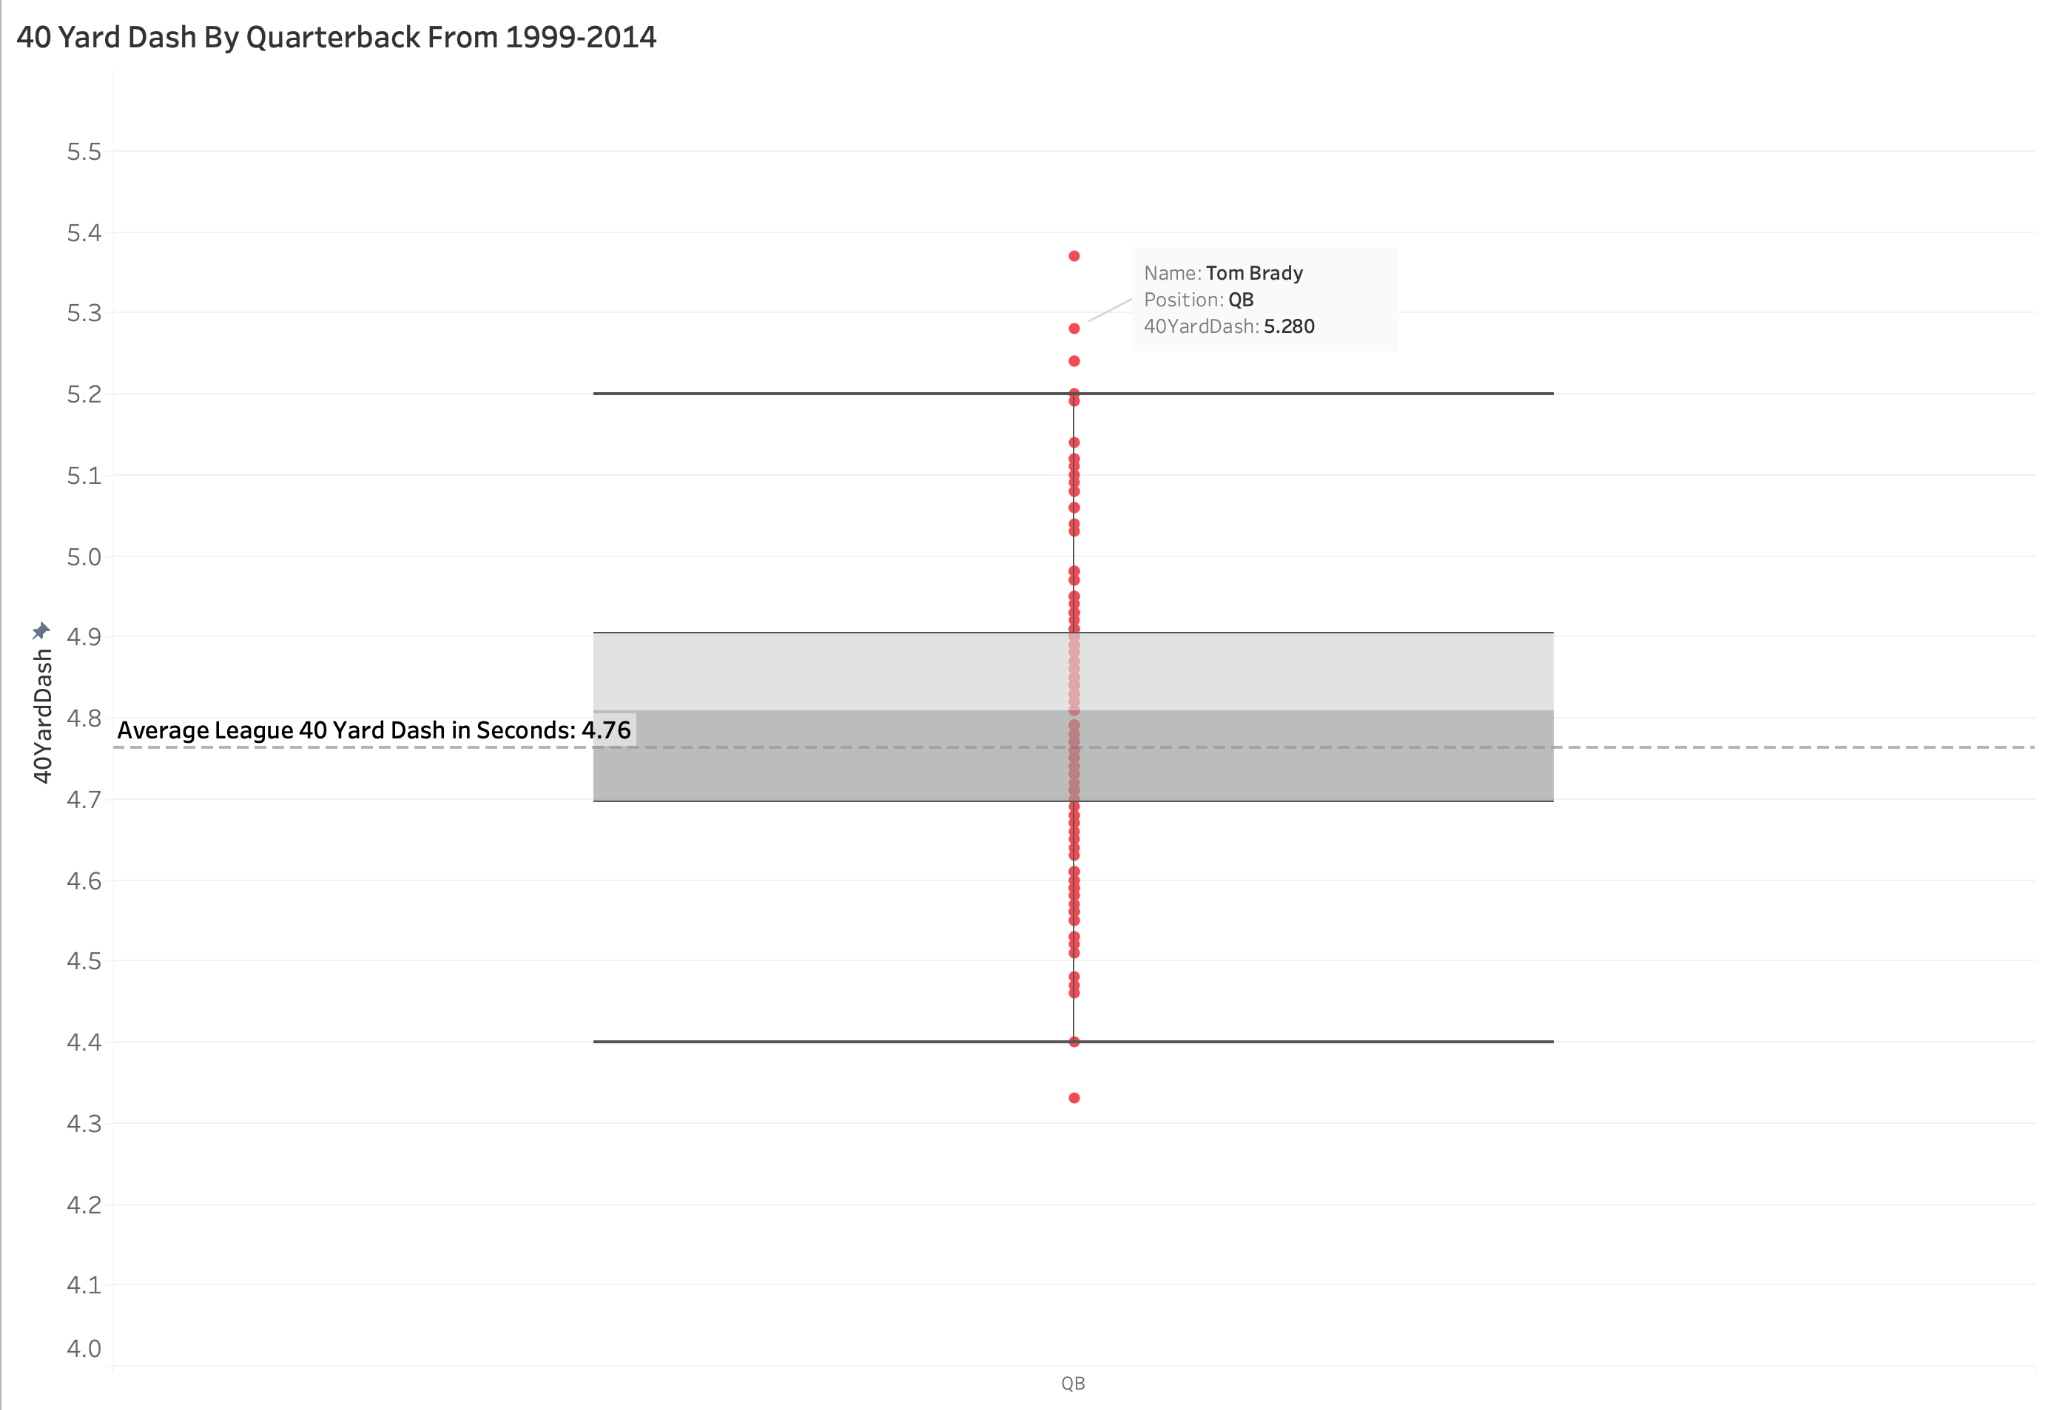 40 Yard Dash By Quarterback From 1999-2014
5.5
5.4
Name: Tom Brady
Position: QB
40YardDash: 5.280
5.3
5.2
5.1
5.0
4.9
40YardDash
4.8
Average League 40 Yard Dash in Seconds: 4.76
4.7
4.6
4.5
4.4
4.3
4.2
4.1
4.0
QB